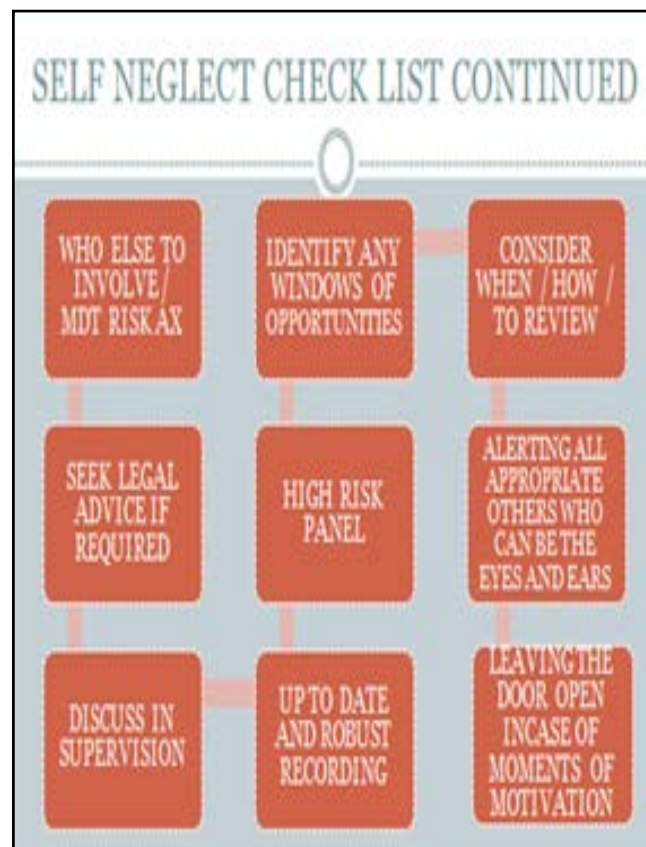 SELF NEGLECT CHECK LIST CONTINUED
WHO ELSE TO
INVOLVE/
MDT RISK AX
SEEK LEGAL
ADVICE IF
REQUIRED
DISCUSS IN
SUPERVISION
UP TO DATE
AND ROBUST
RECORDING
HIGH RISK
PANEL
IDENTIFY ANY
WINDOWS OF
OPPORTUNITIES
CONSIDER
WHEN / HOW /
TO REVIEW
ALERTING ALL
APPROPRIATE
OTHERS WHO
CAN BE THE
EYES AND EARS
LEAVING THE
DOOR OPEN
INCASE OF
MOMENTS OF
MOTIVATION